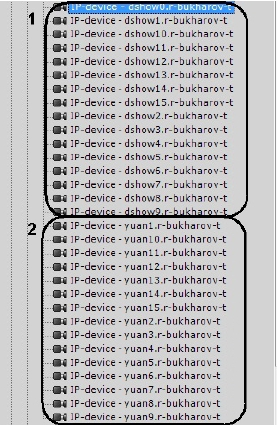 IP-device - dshow0.r-bukharov-t
1
IP-device - dshow1.r-bukharov-t
IP-device - dshow10.r-bukharov-t
IP-device - dshow11.r-bukharov-t
IP-device - dshow12.r-bukharov-t
IP-device - dshow13.r-bukharov-t
IP-device - dshow14.r-bukharov-t
IP-device - dshow15.r-bukharov-t
IP-device - dshow2.r-bukharov-t
IP-device - dshow3.r-bukharov-t
IP-device - dshow4.r-bukharov-t
IP-device - dshow5.r-bukharov-t
IP-device - dshow6.r-bukharov-t
IP-device - dshow7.r-bukharov-t
IP-device - dshow8.r-bukharov-t
IP-device - dshow9.r-bukharov-t
2
IP-device - yuan1.r-bukharov-t
IP-device - yuan10.r-bukharov-t
IP-device - yuan11.r-bukharov-t
IP-device - yuan12.r-bukharov-t
IP-device - yuan13.r-bukharov-t
IP-device - yuan14.r-bukharov-t
IP-device - yuan15.r-bukharov-t
IP-device - yuan2.r-bukharov-t
IP-device - yuan3.r-bukharov-t
IP-device - yuan4.r-bukharov-t
IP-device - yuan5.r-bukharov-t
IP-device - yuan6.r-bukharov-t
IP-device - yuan7.r-bukharov-t
IP-device - yuan8.r-bukharov-t
IP-device - yuan9.r-bukharov-t